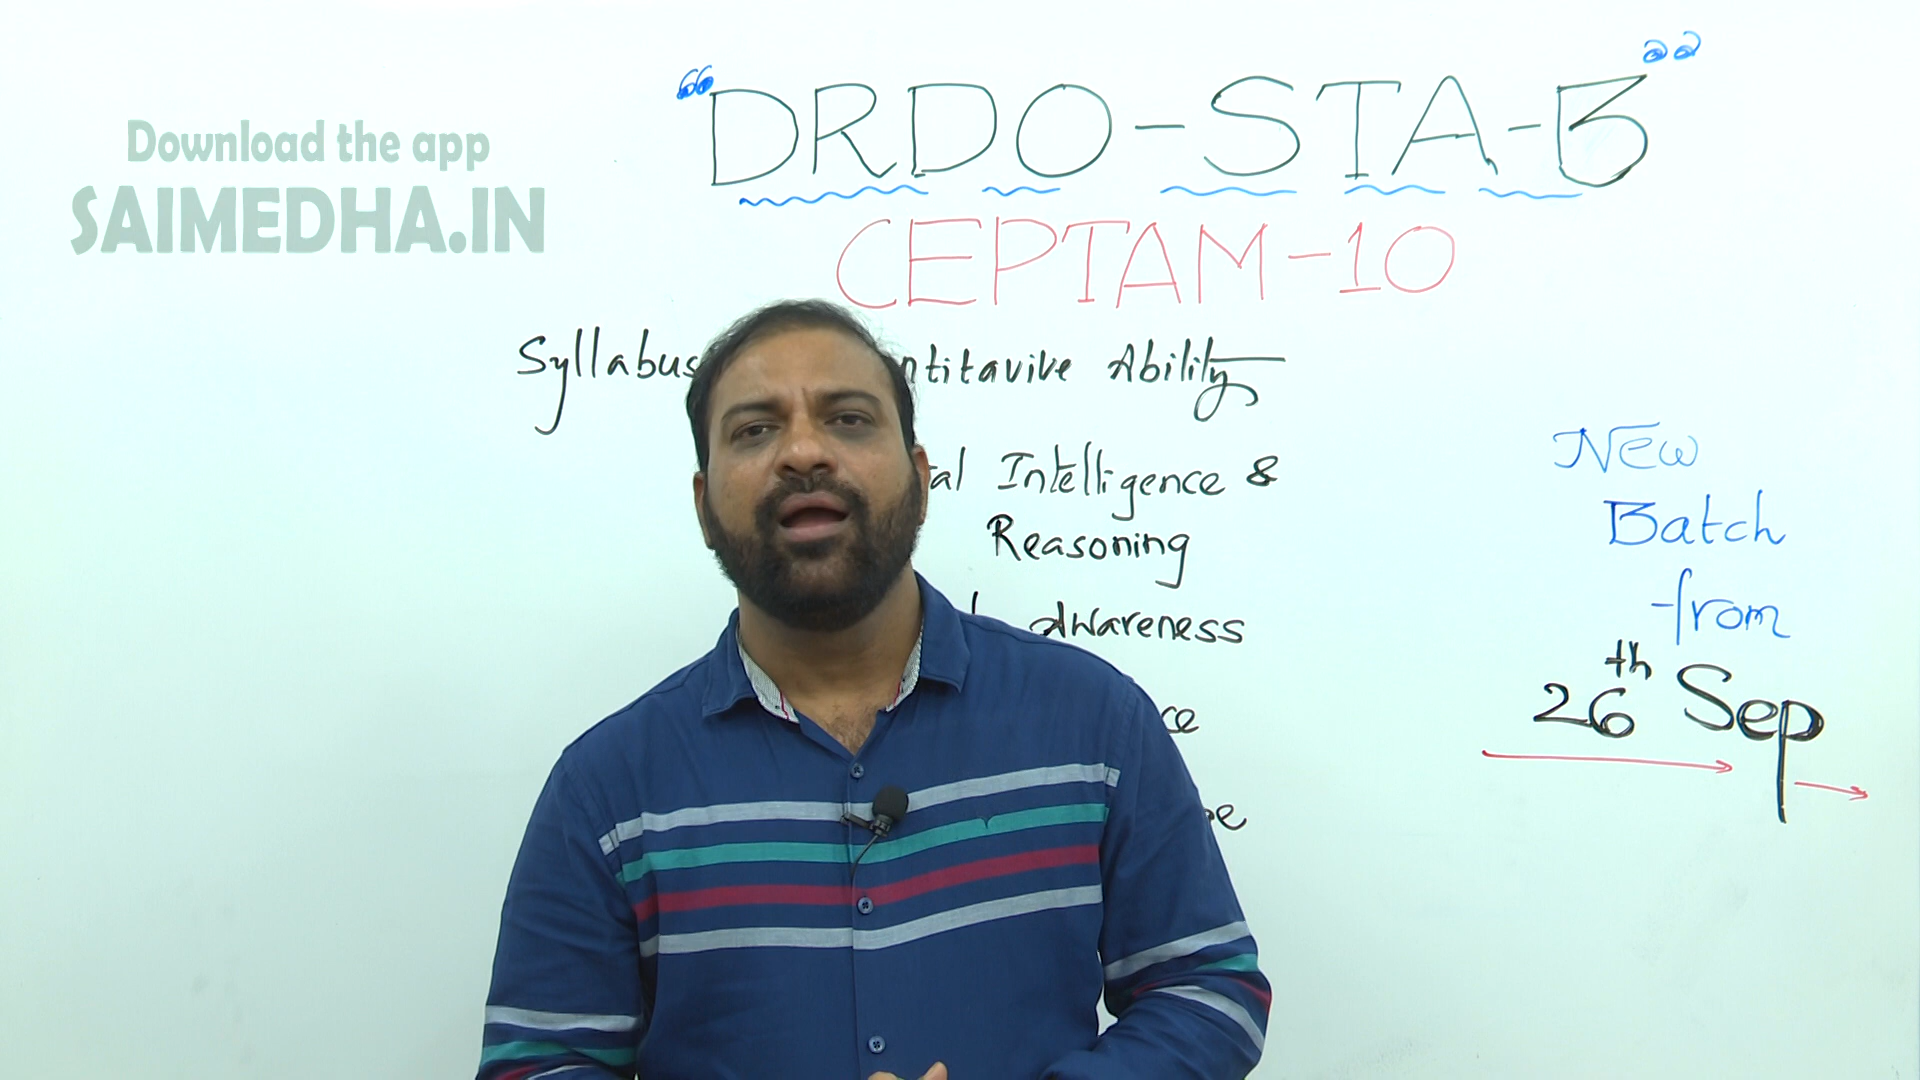 Download the app
SAIMEDHA.IN
"DRDO-STA-B"
CEPTAM-10
Syllabus
Ability
Intelligence &
Reasoning
Awareness
New
Batch
from
26th Sep